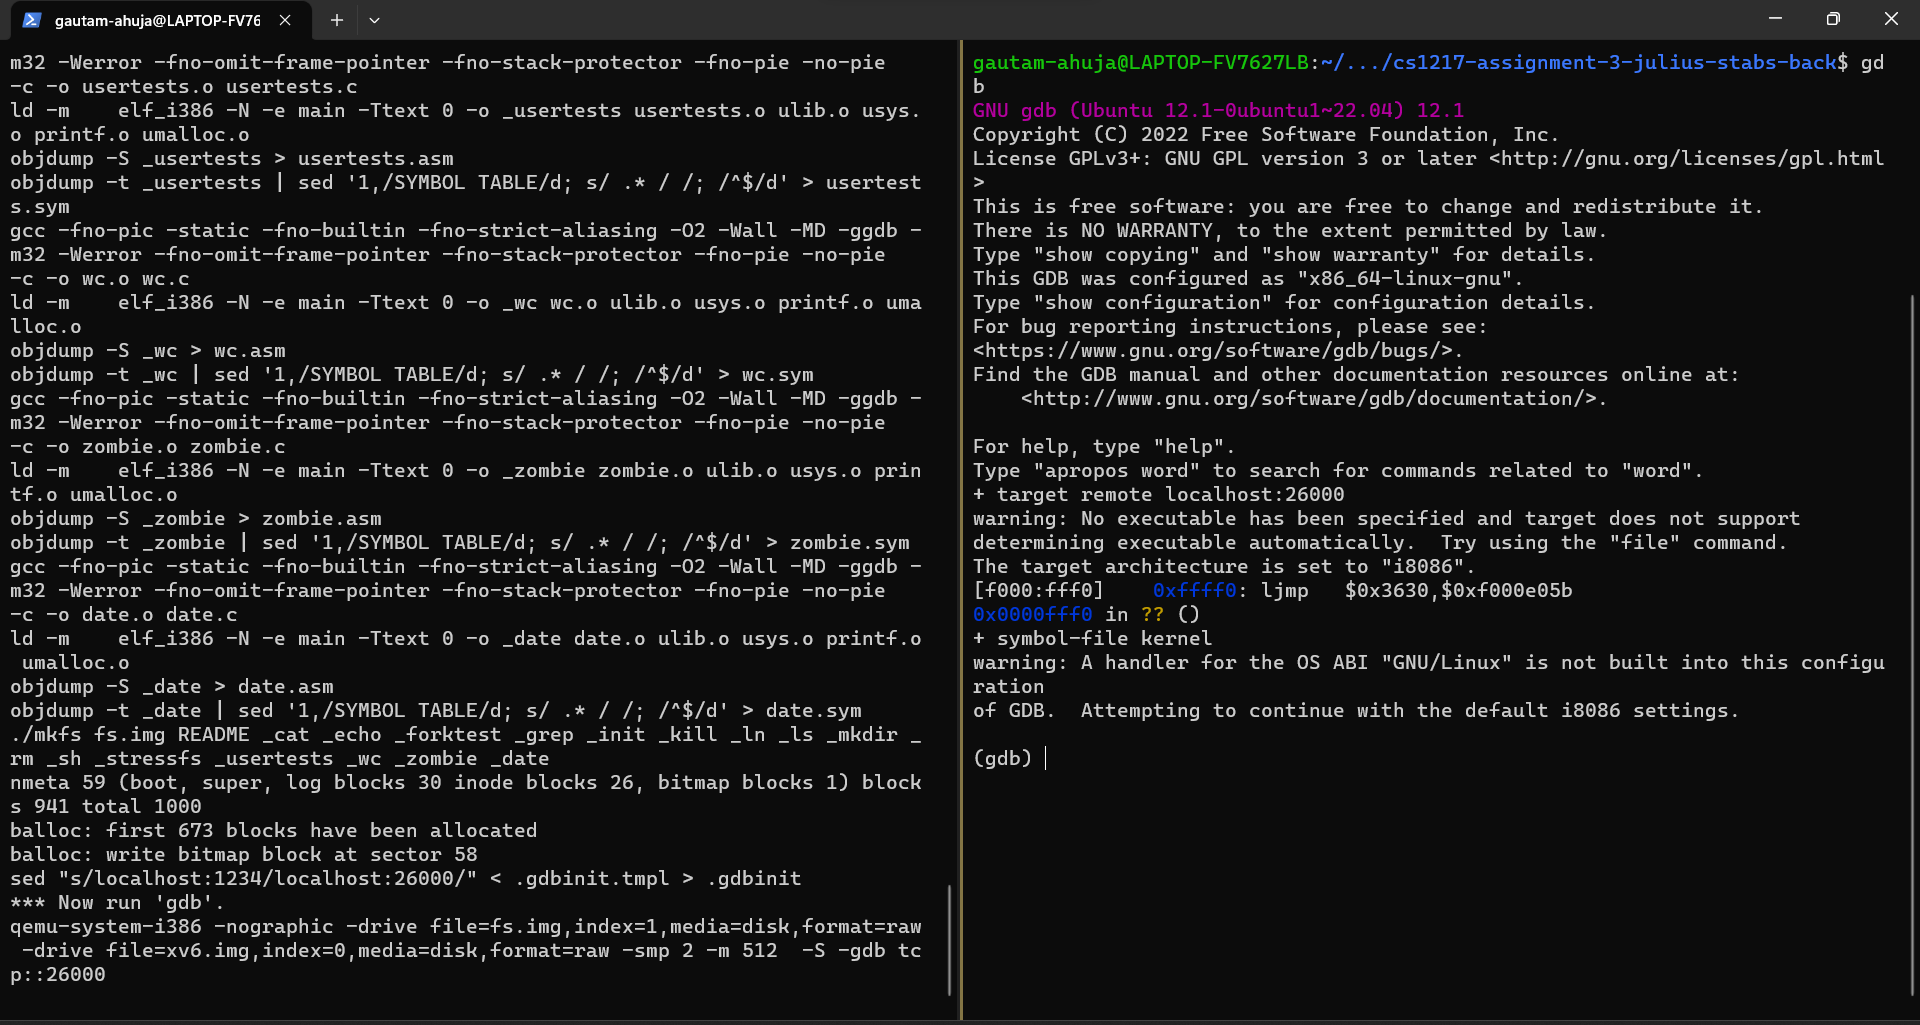 gautam-ahuja@LAPTOP-FV76
m32 -Werror -fno-omit-frame-pointer -fno-stack-protector -fno-pie -no-pie
-c -o usertests.o usertests.c
ld -m    elf_i386 -N -e main -Ttext 0 -o _usertests usertests.o ulib.o usys.
o printf.o umalloc.o
objdump -S _usertests > usertests.asm
objdump -t _usertests | sed '1,/SYMBOL TABLE/d; s/ .* / /; /^$/d' > usertest
s.sym
gcc -fno-pic -static -fno-builtin -fno-strict-aliasing -O2 -Wall -MD -ggdb -
m32 -Werror -fno-omit-frame-pointer -fno-stack-protector -fno-pie -no-pie
-c -o wc.o wc.c
ld -m    elf_i386 -N -e main -Ttext 0 -o _wc wc.o ulib.o usys.o printf.o uma
lloc.o
objdump -S _wc > wc.asm
objdump -t _wc | sed '1,/SYMBOL TABLE/d; s/ .* / /; /^$/d' > wc.sym
gcc -fno-pic -static -fno-builtin -fno-strict-aliasing -O2 -Wall -MD -ggdb -
m32 -Werror -fno-omit-frame-pointer -fno-stack-protector -fno-pie -no-pie
-c -o zombie.o zombie.c
ld -m    elf_i386 -N -e main -Ttext 0 -o _zombie zombie.o ulib.o usys.o prin
tf.o umalloc.o
objdump -S _zombie > zombie.asm
objdump -t _zombie | sed '1,/SYMBOL TABLE/d; s/ .* / /; /^$/d' > zombie.sym
gcc -fno-pic -static -fno-builtin -fno-strict-aliasing -O2 -Wall -MD -ggdb -
m32 -Werror -fno-omit-frame-pointer -fno-stack-protector -fno-pie -no-pie
-c -o date.o date.c
ld -m    elf_i386 -N -e main -Ttext 0 -o _date date.o ulib.o usys.o printf.o
 umalloc.o
objdump -S _date > date.asm
objdump -t _date | sed '1,/SYMBOL TABLE/d; s/ .* / /; /^$/d' > date.sym
./mkfs fs.img README _cat _echo _forktest _grep _init _kill _ln _ls _mkdir _
rm _sh _stressfs _usertests _wc _zombie _date
nmeta 59 (boot, super, log blocks 30 inode blocks 26, bitmap blocks 1) block
s 941 total 1000
balloc: first 673 blocks have been allocated
balloc: write bitmap block at sector 58
sed "s/localhost:1234/localhost:26000/" < .gdbinit.tmpl > .gdbinit
*** Now run 'gdb'.
qemu-system-i386 -nographic -drive file=fs.img,index=1,media=disk,format=raw
 -drive file=xv6.img,index=0,media=disk,format=raw -smp 2 -m 512  -S -gdb tc
p::26000
gautam-ahuja@LAPTOP-FV7627LB:~/.../cs1217-assignment-3-julius-stabs-back$ gd
b
GNU gdb (Ubuntu 12.1-0ubuntu1~22.04) 12.1
Copyright (C) 2022 Free Software Foundation, Inc.
License GPLv3+: GNU GPL version 3 or later <http://gnu.org/licenses/gpl.html
>
This is free software: you are free to change and redistribute it.
There is NO WARRANTY, to the extent permitted by law.
Type "show copying" and "show warranty" for details.
This GDB was configured as "x86_64-linux-gnu".
Type "show configuration" for configuration details.
For bug reporting instructions, please see:
<https://www.gnu.org/software/gdb/bugs/>.
Find the GDB manual and other documentation resources online at:
    <http://www.gnu.org/software/gdb/documentation/>.
For help, type "help".
Type "apropos word" to search for commands related to "word".
+ target remote localhost:26000
warning: No executable has been specified and target does not support
determining executable automatically.  Try using the "file" command.
The target architecture is set to "i8086".
[f000:fff0]    0xffff0: ljmp   $0x3630,$0xf000e05b
0x0000fff0 in ?? ()
+ symbol-file kernel
warning: A handler for the OS ABI "GNU/Linux" is not built into this configu
ration
of GDB.  Attempting to continue with the default i8086 settings.
(gdb)